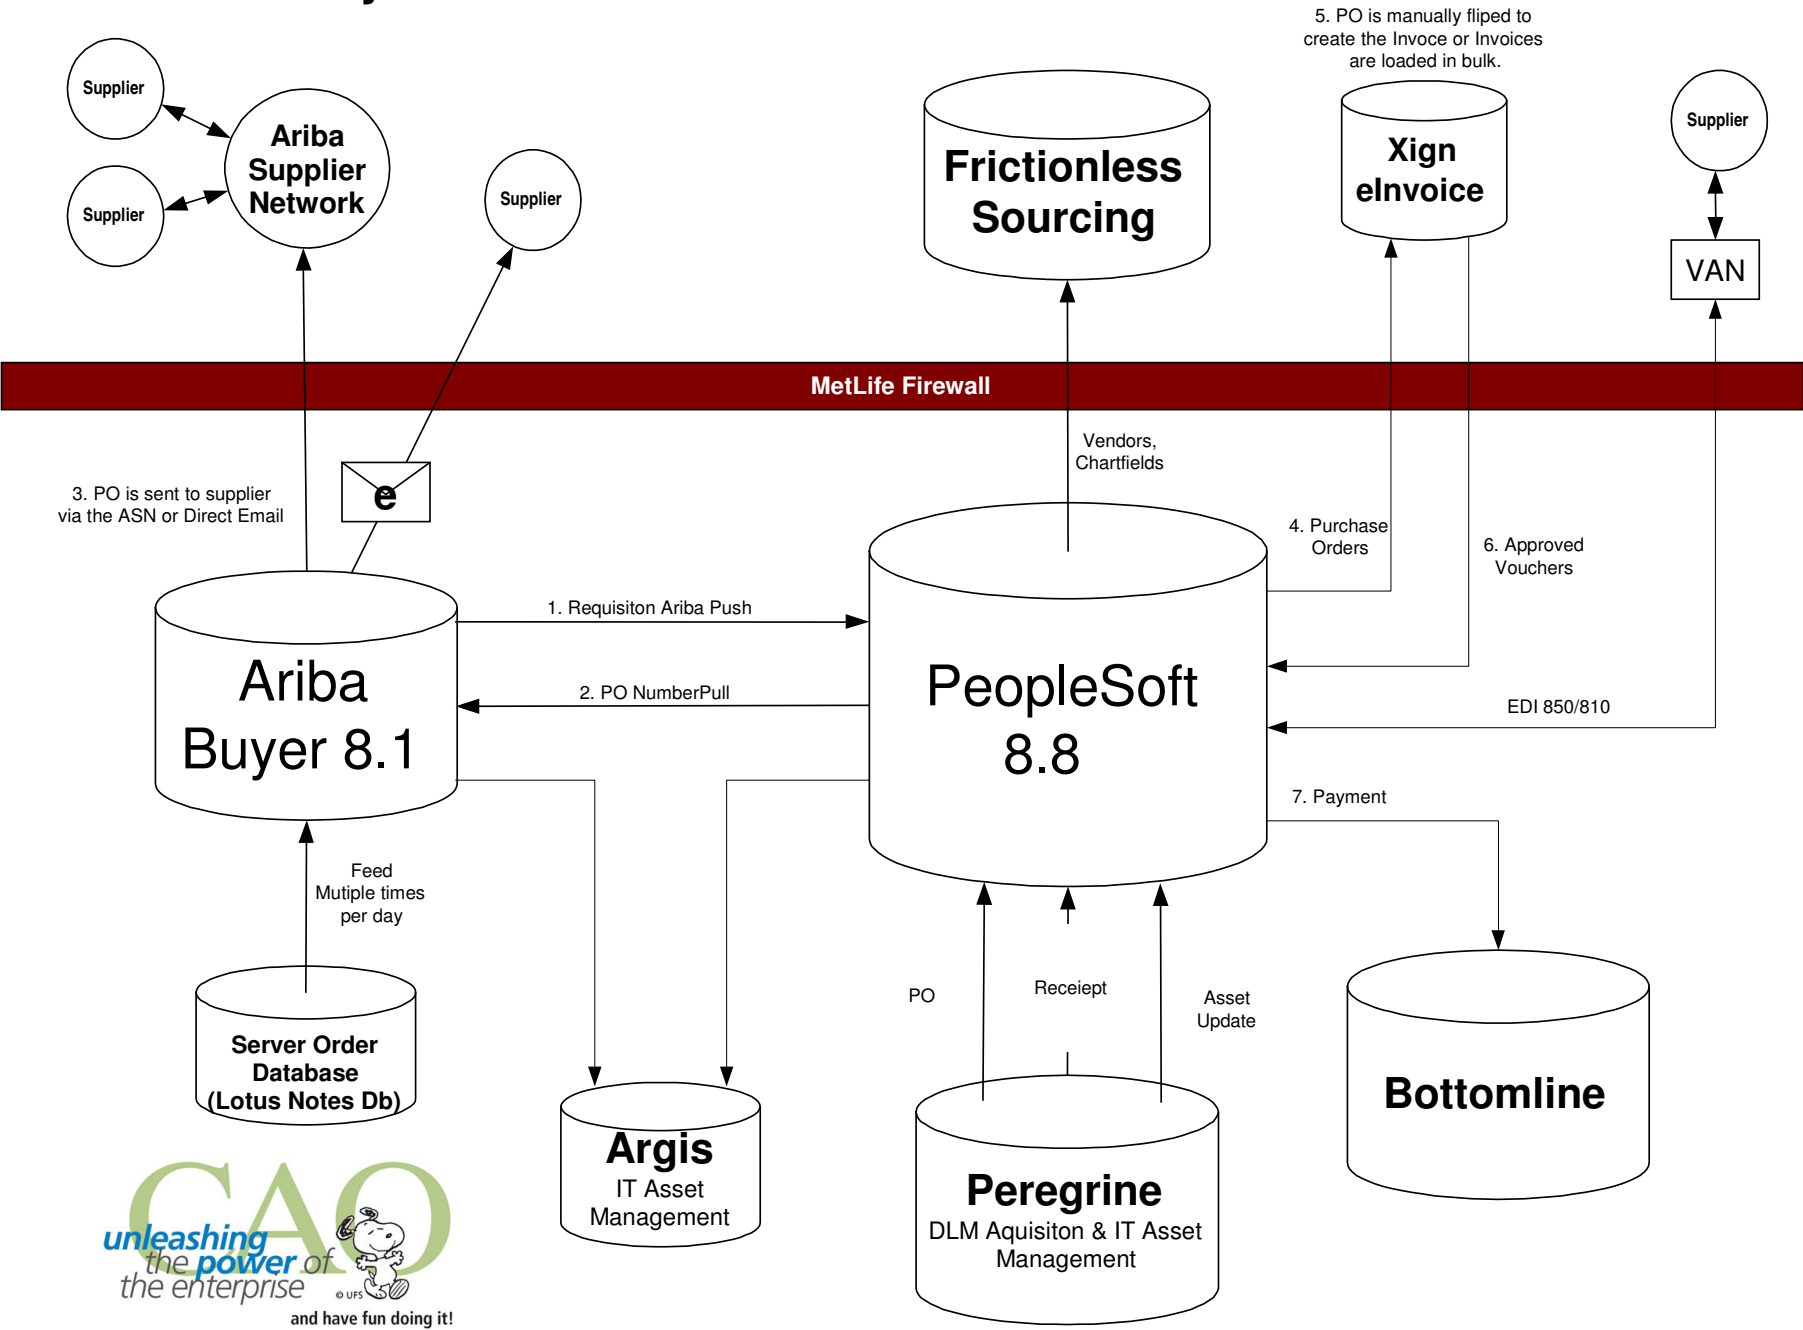 5. PO is manually fliped to
create the Invoce or Invoices
are loaded in bulk.
Supplier
Supplier
Ariba
Supplier
Network
Supplier
Frictionless
Sourcing
Xign
eInvoice
Supplier
VAN
MetLife Firewall
Vendors,
Chartfields
3. PO is sent to supplier
via the ASN or Direct Email
e
4. Purchase
Orders
6. Approved
Vouchers
1. Requisiton Ariba Push
2. PO NumberPull
Ariba
Buyer 8.1
PeopleSoft
8.8
EDI 850/810
7. Payment
Feed
Mutiple times
per day
PO
Receiept
Asset
Update
Server Order
Database
(Lotus Notes Db)
Argis
IT Asset
Management
Peregrine
DLM Aquisiton & IT Asset
Management
Bottomline
CAO
unleashing
the power of
the enterprise
© UFS
and have fun doing it!